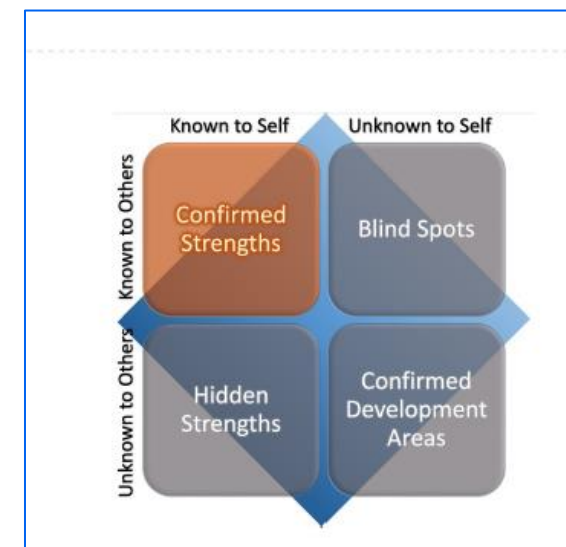 Known to Self
Unknown to Self
Known to Others
Confirmed
Strengths
Blind Spots
Unknown to Others
Hidden
Strengths
Confirmed
Development
Areas